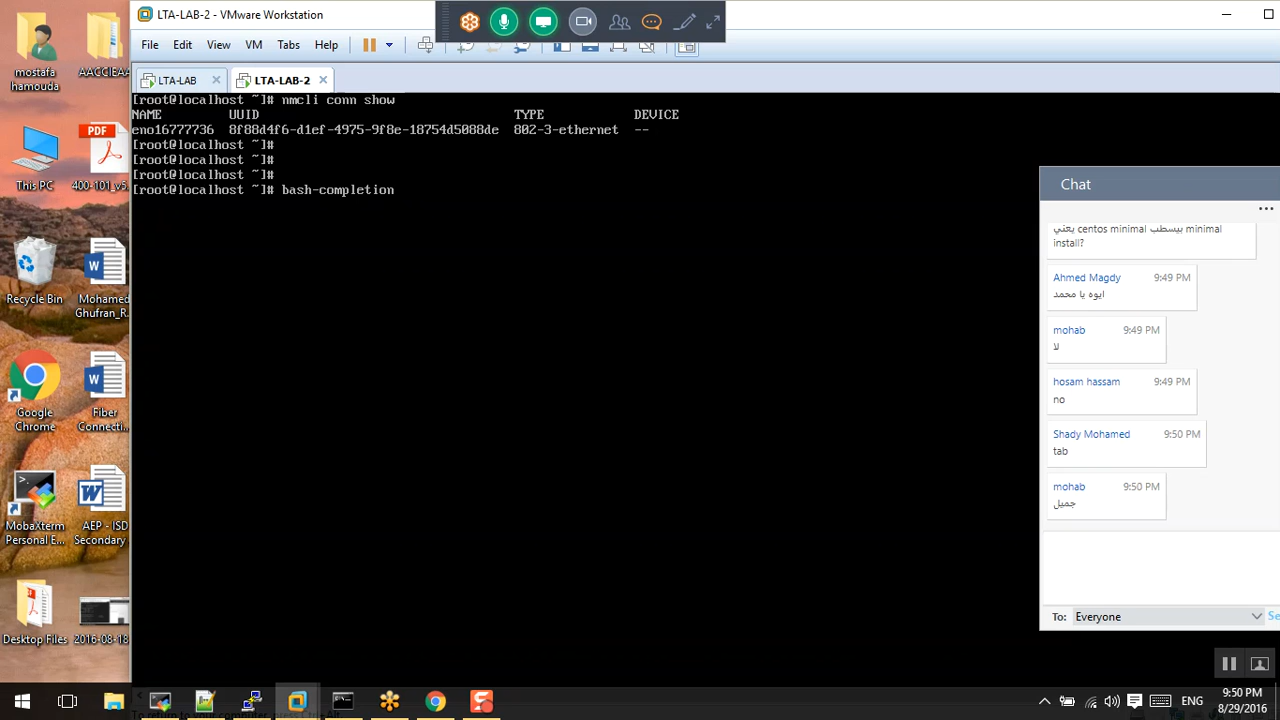 mostafa hamouda
AACCIEAA
This PC
PDF
400-101_v5
Recycle Bin
Mohamed
Ghufran_R.
Google Chrome
Fiber
Connecti...
MobaXterm
Personal E...
AEP - ISD
Secondary
Desktop Files
2016-08-18
LTA-LAB-2 - VMware Workstation
File Edit View VM Tabs Help
LTA-LAB
LTA-LAB-2
[root@localhost ~]# nmcli conn show
NAME UUID TYPE DEVICE
eno16777736 8f88d4f6-d1ef-4975-9f8e-18754d5088de 802-3-ethernet --
[root@localhost ~]#
[root@localhost ~]#
[root@localhost ~]#
[root@localhost ~]# bash-completion
Chat
يعني centos minimal بيسطب minimal
install?
Ahmed Magdy 9:49 PM
ايوه يا محمد
mohab 9:49 PM
لا
hosam hassam 9:49 PM
no
Shady Mohamed 9:50 PM
tab
mohab 9:50 PM
جميل
To: Everyone
Se
ENG
9:50 PM
8/29/2016